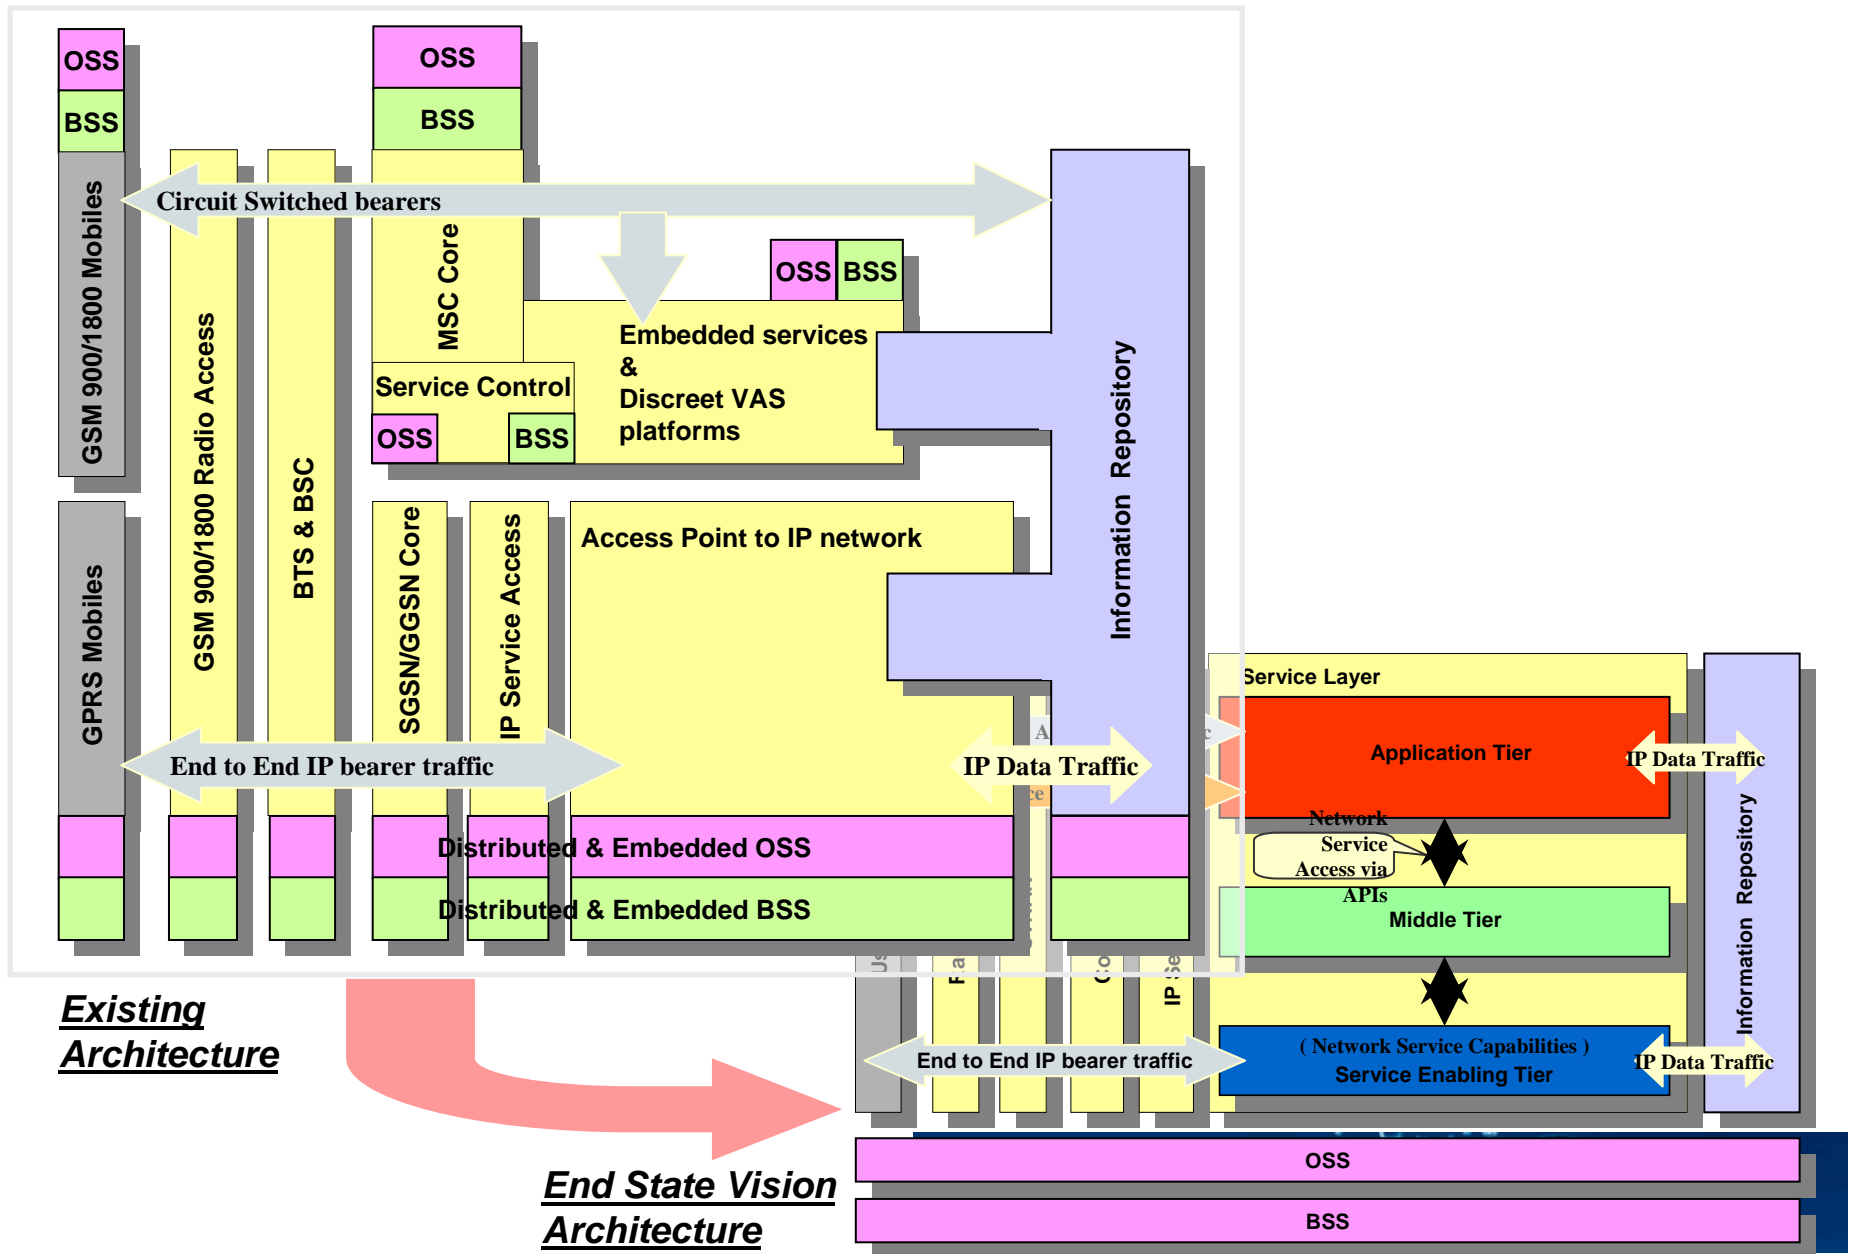 OSS
BSS
OSS
BSS
GSM 900/1800 Mobiles
GSM 900/1800 Radio Access
BTS & BSC
MSC Core
Circuit Switched bearers
OSS BSS
Embedded services
&
Discreet VAS
platforms
Service Control
OSS BSS
Information Repository
GPRS Mobiles
SGSN/GGSN Core
IP Service Access
Access Point to IP network
End to End IP bearer traffic
IP Data Traffic
Distributed & Embedded OSS
Distributed & Embedded BSS
Existing
Architecture
End State Vision
Architecture
Service Layer
Application Tier
IP Data Traffic
Network
Service
Access via
APIs
Middle Tier
( Network Service Capabilities )
Service Enabling Tier
IP Data Traffic
Information Repository
End to End IP bearer traffic
OSS
BSS